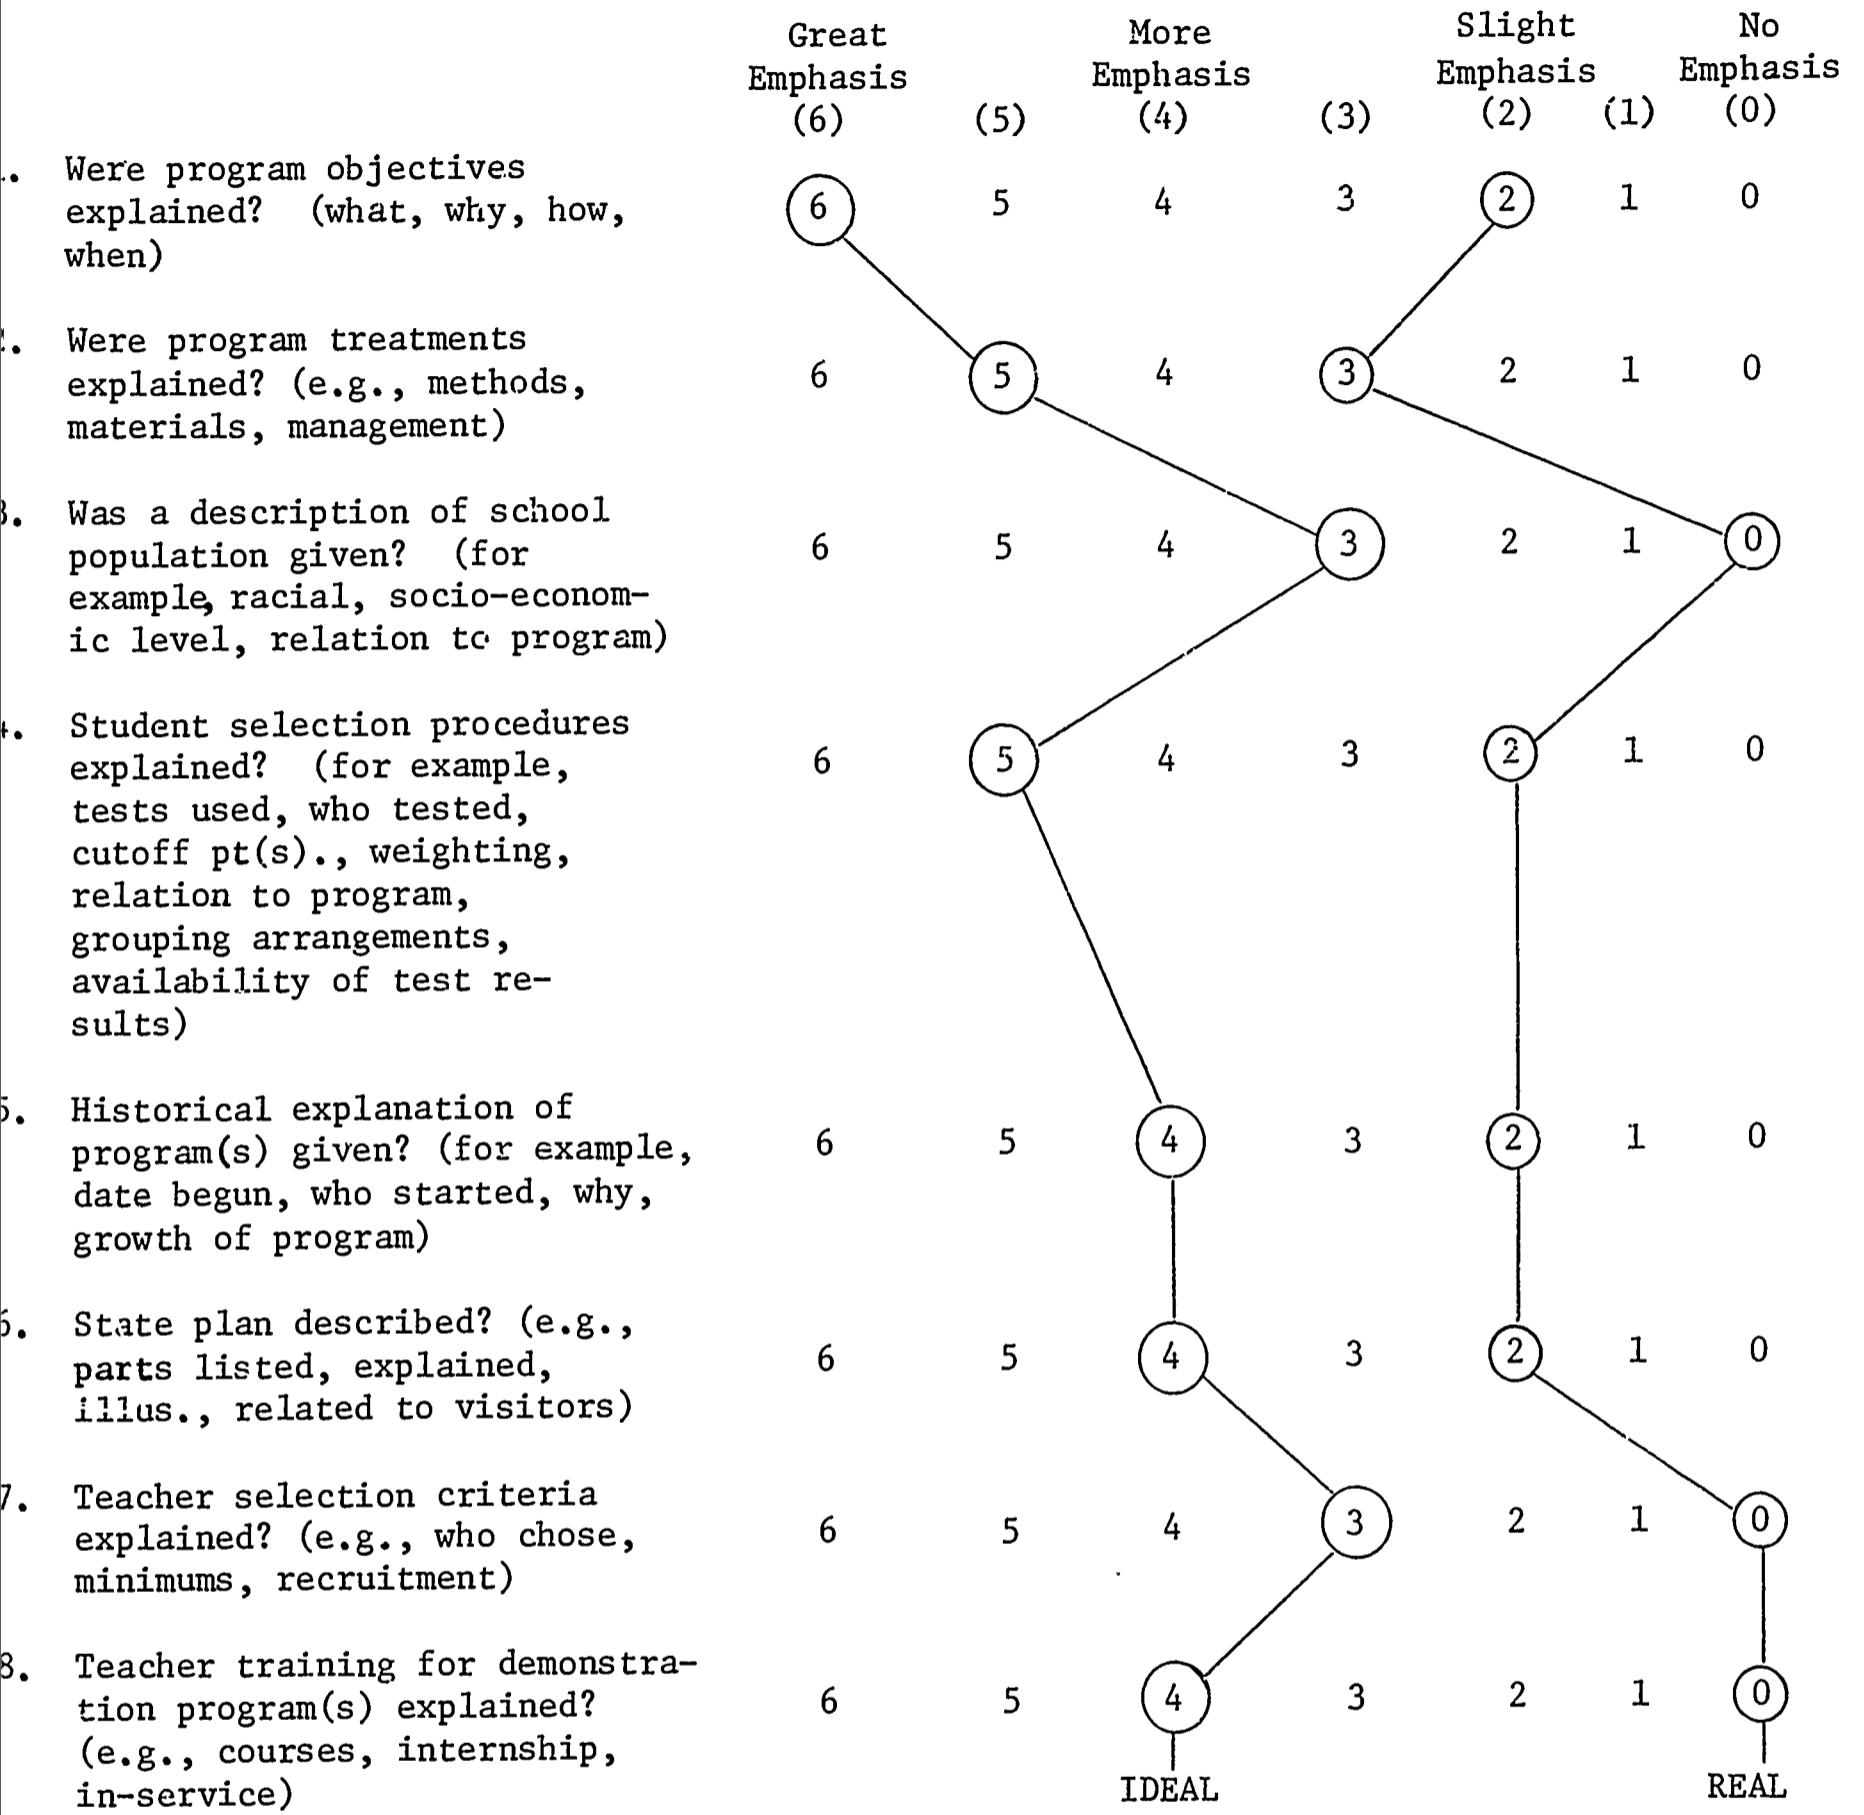 Great More Slight No
Emphasis Emphasis Emphasis Emphasis
(6) (5) (4) (3) (2) (1) (0)
. Were program objectives
explained? (what, why, how, 6 5 4 3 2 1 0
when)
. Were program treatments
explained? (e.g., methods, 6 5 4 3 2 1 0
materials, management)
3. Was a description of school
population given? (for 6 5 4 3 2 1 0
example, racial, socio-econom-
ic level, relation to program)
4. Student selection procedures
explained? (for example, 6 5 4 3 2 1 0
tests used, who tested,
cutoff pt(s)., weighting,
relation to program,
grouping arrangements,
availability of test re-
sults)
5. Historical explanation of
program(s) given? (for example, 6 5 4 3 2 1 0
date begun, who started, why,
growth of program)
6. State plan described? (e.g.,
parts listed, explained, 6 5 4 3 2 1 0
illus., related to visitors)
7. Teacher selection criteria
explained? (e.g., who chose, 6 5 4 3 2 1 0
minimums, recruitment)
8. Teacher training for demonstra-
tion program(s) explained? 6 5 4 3 2 1 0
(e.g., courses, internship,
in-service)
IDEAL REAL